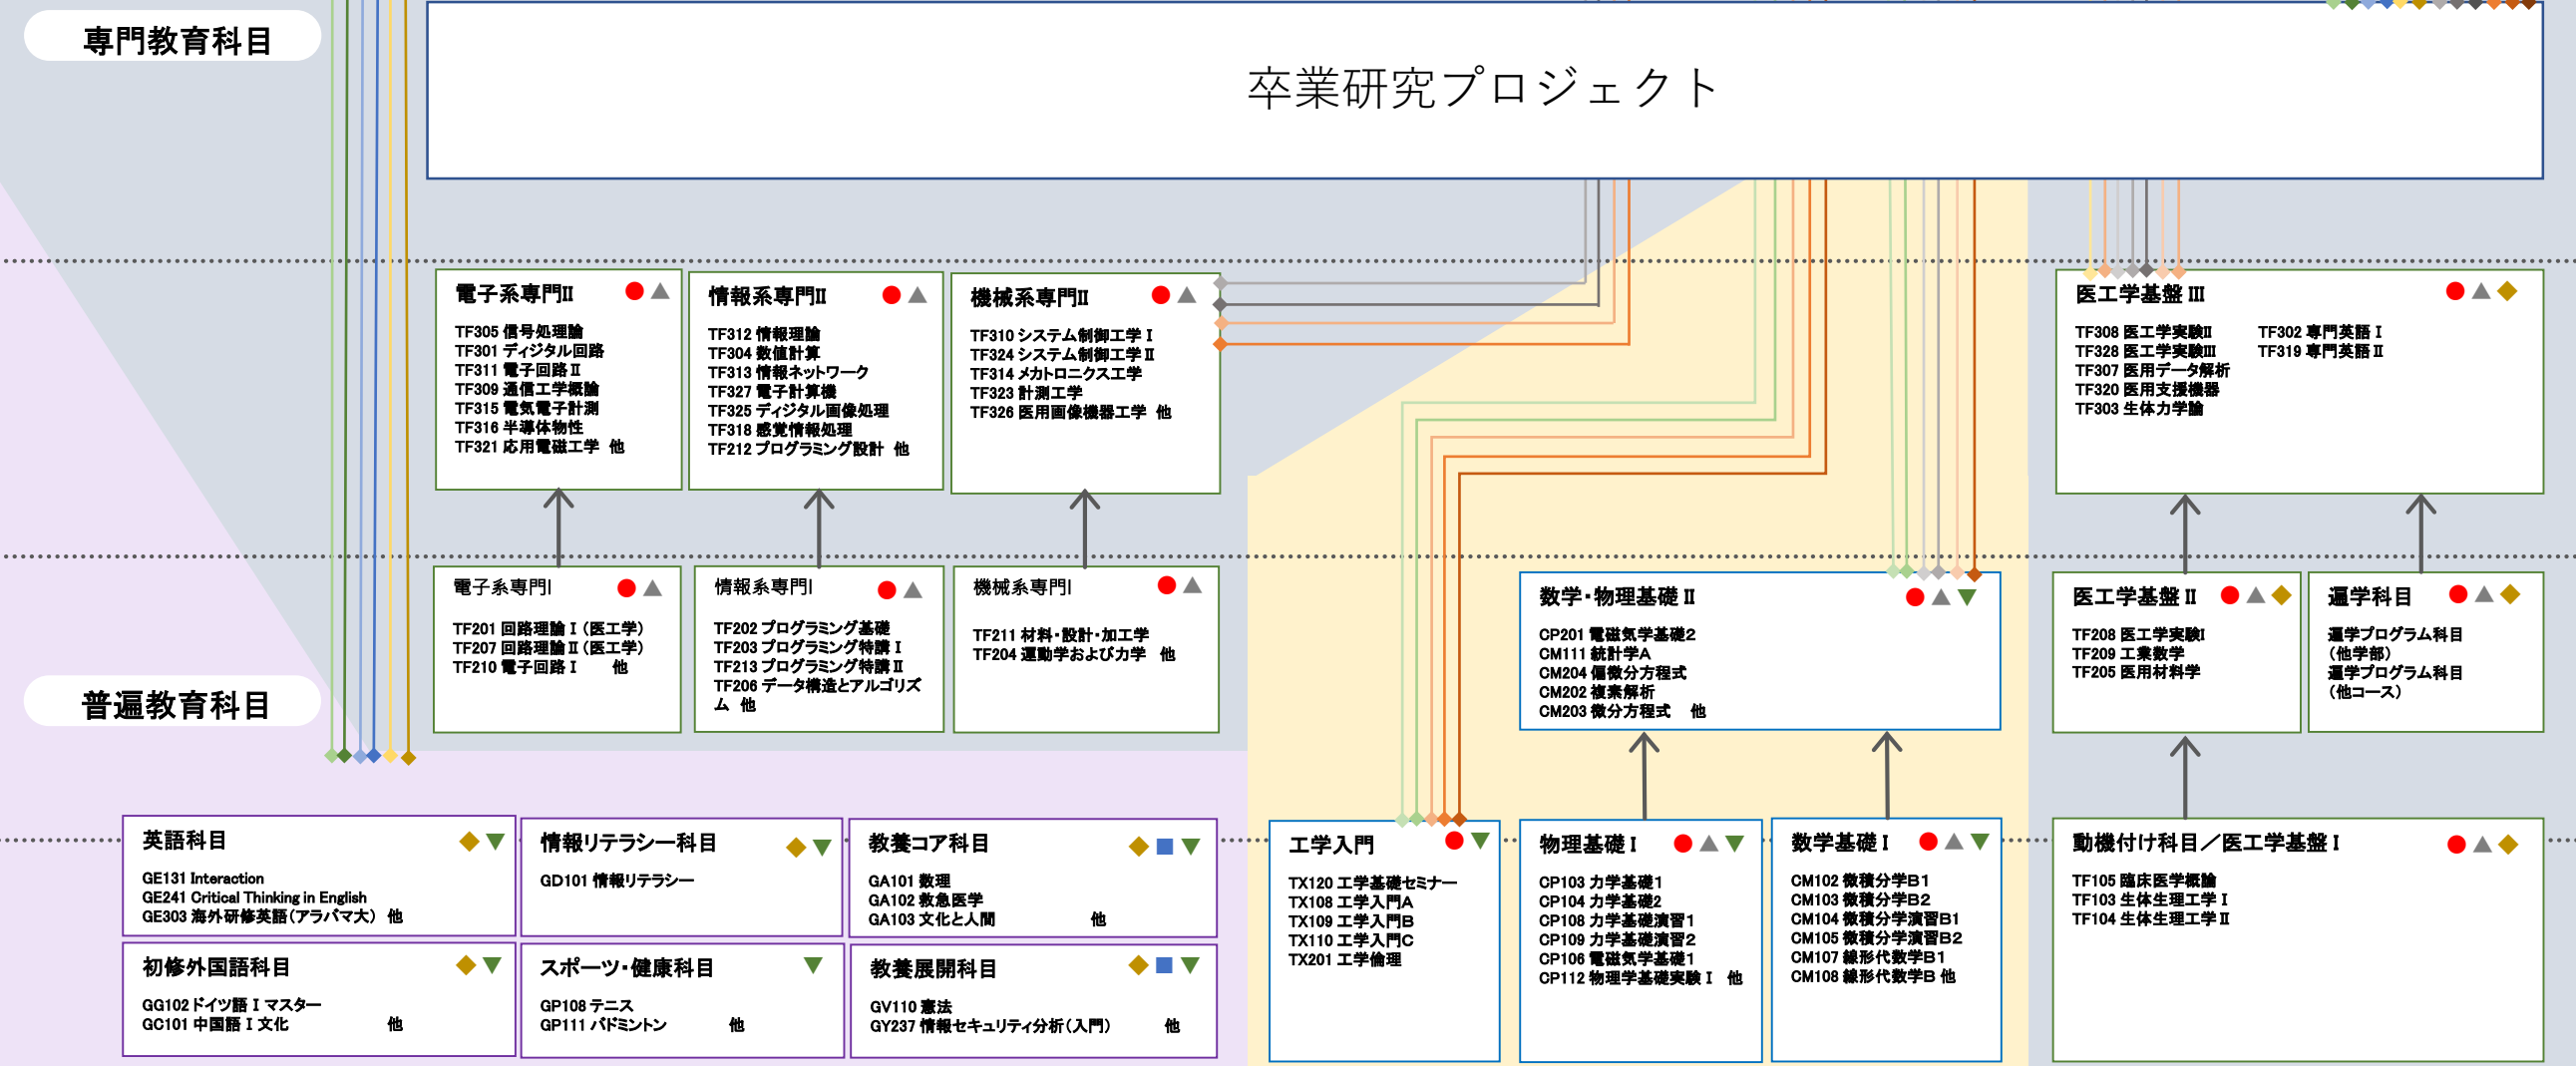 専門教育科目
卒業研究プロジェクト
電子系専門Ⅱ
TF305 信号処理論
TF301 ディジタル回路
TF311 電子回路Ⅱ
TF309 通信工学概論
TF315 電気電子計測
TF316 半導体物性
TF321 応用電磁工学 他
情報系専門Ⅱ
TF312 情報理論
TF304 数値計算
TF313 情報ネットワーク
TF327 電子計算機
TF325 ディジタル画像処理
TF318 感覚情報処理
TF212 プログラミング設計 他
機械系専門Ⅱ
TF310 システム制御工学Ⅰ
TF324 システム制御工学Ⅱ
TF314 メカトロニクス工学
TF323 計測工学
TF326 医用画像機器工学 他
医工学基盤Ⅲ
TF308 医工学実験Ⅱ
TF328 医工学実験Ⅲ
TF307 医用データ解析
TF320 医用支援機器
TF303 生体力学論
TF302 専門英語Ⅰ
TF319 専門英語Ⅱ
電子系専門Ⅰ
TF201 回路理論Ⅰ（医工学）
TF207 回路理論Ⅱ（医工学）
TF210 電子回路Ⅰ 他
情報系専門Ⅰ
TF202 プログラミング基礎
TF203 プログラミング特講Ⅰ
TF213 プログラミング特講Ⅱ
TF206 データ構造とアルゴリズ
ム 他
機械系専門Ⅰ
TF211 材料・設計・加工学
TF204 運動学および力学 他
数学・物理基礎Ⅱ
CP201 電磁気学基礎2
CM111 統計学A
CM204 偏微分方程式
CM202 複素解析
CM203 微分方程式 他
医工学基盤Ⅱ
TF208 医工学実験Ⅰ
TF209 工業数学
TF205 医用材料学
遍学科目
遍学プログラム科目
（他学部）
遍学プログラム科目
（他コース）
普遍教育科目
英語科目
GE131 Interaction
GE241 Critical Thinking in English
GE303 海外研修英語（アラバマ大） 他
情報リテラシー科目
GD101 情報リテラシー
教養コア科目
GA101 数理
GA102 救急医学
GA103 文化と人間 他
初修外国語科目
GG102 ドイツ語Ⅰマスター
GC101 中国語Ⅰ文化 他
スポーツ・健康科目
GP108 テニス
GP111 バドミントン 他
教養展開科目
GV110 憲法
GY237 情報セキュリティ分析（入門） 他
工学入門
TX120 工学基礎セミナー
TX108 工学入門A
TX109 工学入門B
TX110 工学入門C
TX201 工学倫理
物理基礎Ⅰ
CP103 力学基礎1
CP104 力学基礎2
CP108 力学基礎演習1
CP109 力学基礎演習2
CP106 電磁気学基礎1
CP112 物理学基礎実験Ⅰ 他
数学基礎Ⅰ
CM102 微積分学B1
CM103 微積分学B2
CM104 微積分学演習B1
CM105 微積分学演習B2
CM107 線形代数学B1
CM108 線形代数学B 他
動機付け科目／医工学基盤Ⅰ
TF105 臨床医学概論
TF103 生体生理工学Ⅰ
TF104 生体生理工学Ⅱ